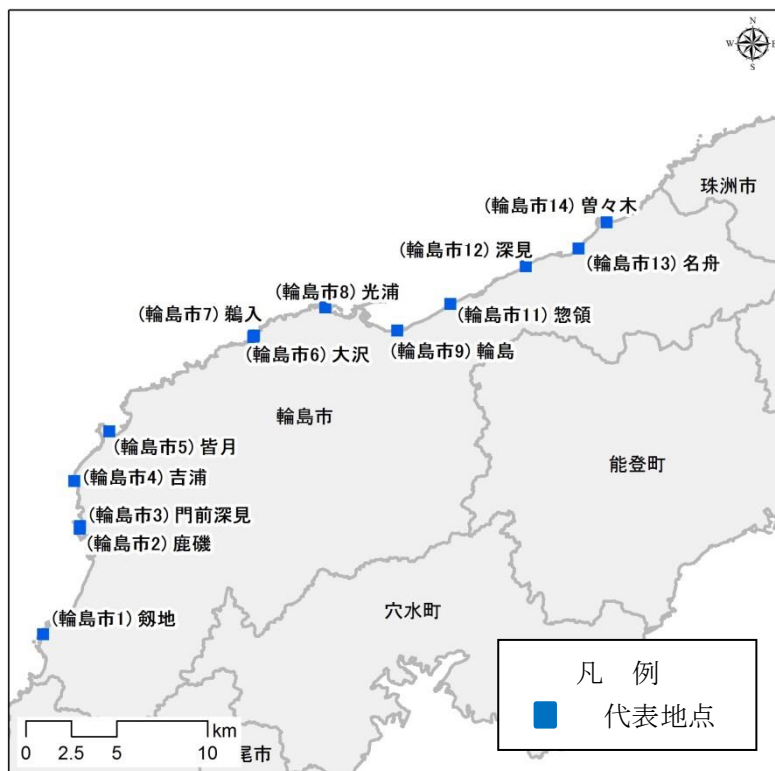 N
W
E
S
珠洲市
(輪島市14) 曽々木
(輪島市12) 深見
(輪島市13) 名舟
(輪島市8) 光浦
(輪島市7) 鵜入
(輪島市11) 惣領
(輪島市6) 大沢
(輪島市9) 輪島
輪島市
(輪島市5) 皆月
能登町
(輪島市4) 吉浦
(輪島市3) 門前深見
(輪島市2) 鹿磯
穴水町
(輪島市1) 剱地
凡 例
代表地点
km
0 2.5 5 10
尾市